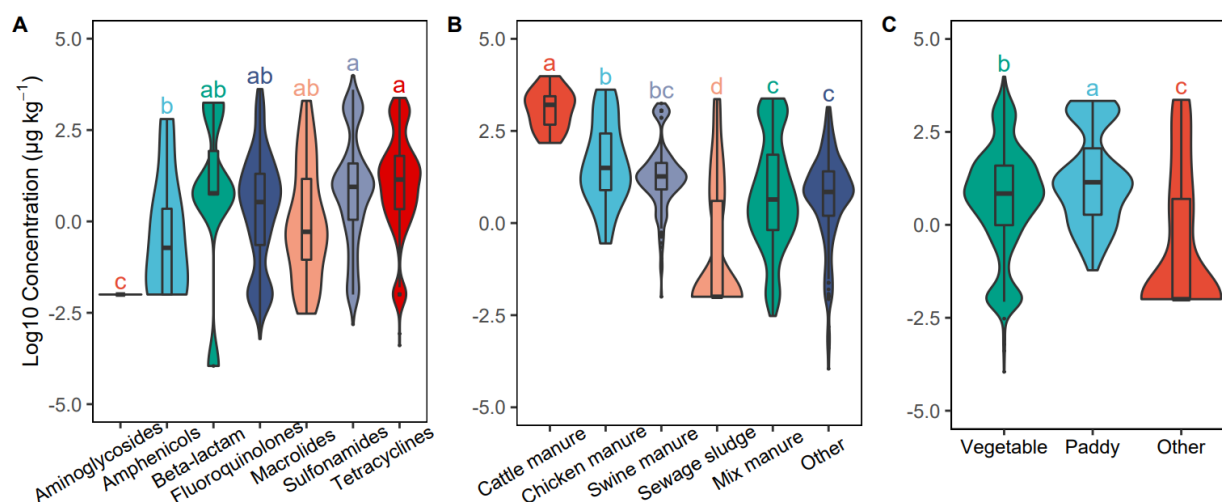 A
B
C
Log10 Concentration (µg kg⁻¹)
5.0
2.5
0.0
-2.5
-5.0
c
b
ab
ab
ab
a
a
Aminoglycosides
Amphenicols
Beta-lactam
Fluoroquinolones
Macrolides
Sulfonamides
Tetracyclines
5.0
2.5
0.0
-2.5
-5.0
a
b
bc
d
c
c
Cattle manure
Chicken manure
Swine manure
Sewage sludge
Mix manure
Other
5.0
2.5
0.0
-2.5
-5.0
b
a
c
Vegetable
Paddy
Other